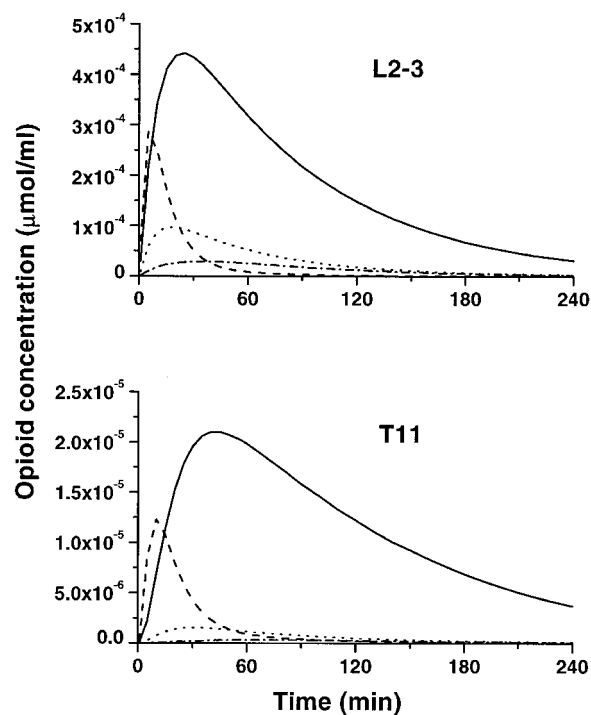 Opioid concentration (μmol/ml)
5x10⁻⁴
4x10⁻⁴
3x10⁻⁴
2x10⁻⁴
1x10⁻⁴
0
L2-3
0 60 120 180 240
2.5x10⁻⁵
2.0x10⁻⁵
1.5x10⁻⁵
1.0x10⁻⁵
5.0x10⁻⁶
0.0
T11
0 60 120 180 240
Time (min)